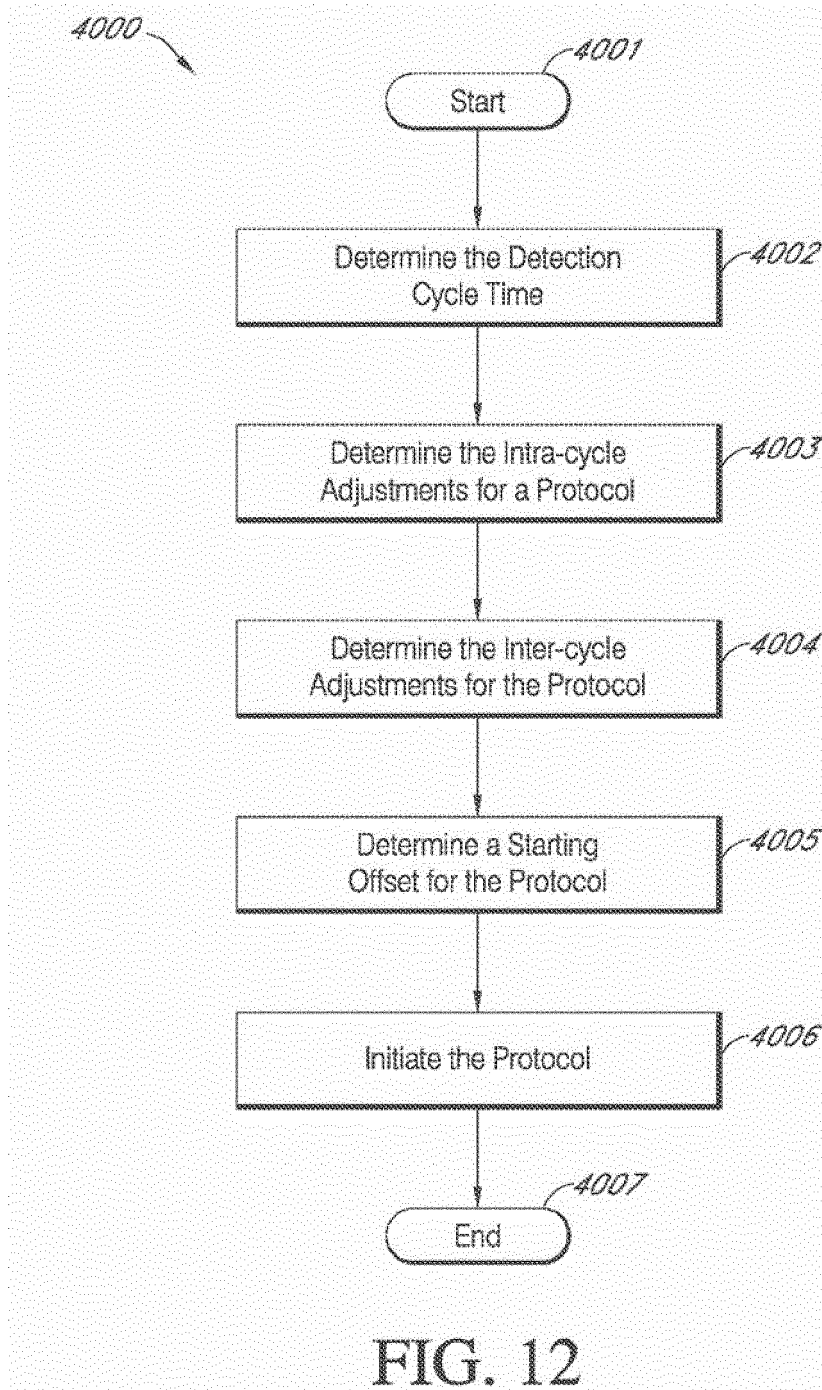 4000
4001
Start
Determine the Detection
Cycle Time
4002
Determine the Intra-cycle
Adjustments for a Protocol
4003
Determine the Inter-cycle
Adjustments for the Protocol
4004
Determine a Starting
Offset for the Protocol
4005
Initiate the Protocol
4006
4007
End
FIG. 12